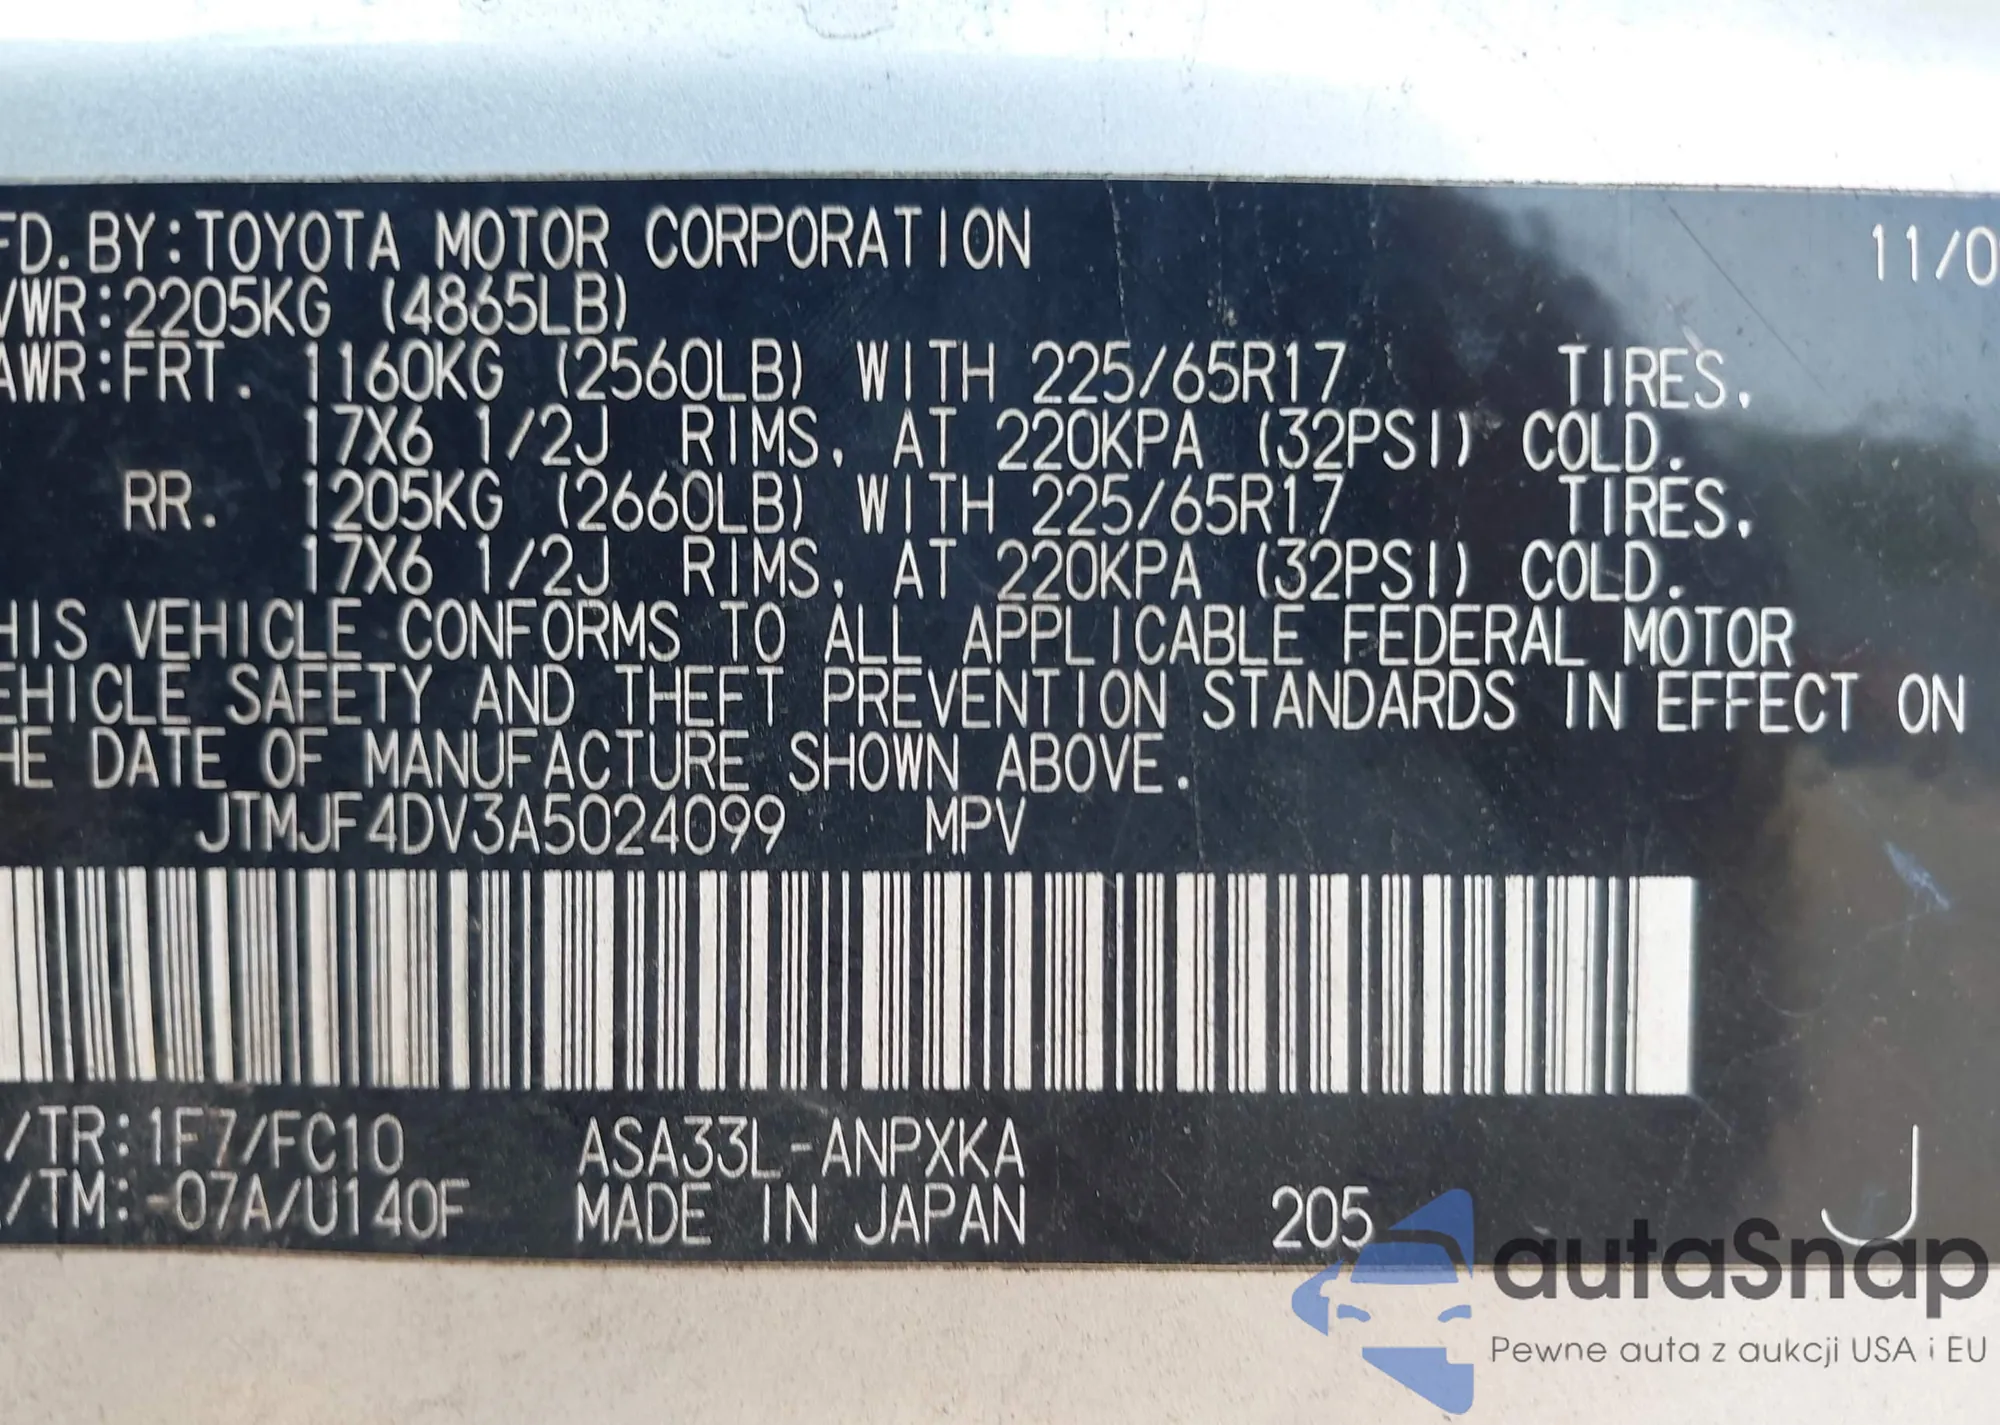 FD. BY:TOYOTA MOTOR CORPORATION 11/0
VWR:2205KG (4865LB)
AWR:FRT. 1160KG (2560LB) WITH 225/65R17 TIRES,
17X6 1/2J RIMS, AT 220KPA (32PSI) COLD.
RR. 1205KG (2660LB) WITH 225/65R17 TIRES,
17X6 1/2J RIMS, AT 220KPA (32PSI) COLD.
HIS VEHICLE CONFORMS TO ALL APPLICABLE FEDERAL MOTOR
EHICLE SAFETY AND THEFT PREVENTION STANDARDS IN EFFECT ON
HE DATE OF MANUFACTURE SHOWN ABOVE.
JTMJF4DV3A5024099 MPV
/TR:1F7/FC10 ASA33L-ANPXKA
/TM:-07A/U140F MADE IN JAPAN 205 J
autaSnap
Pewne auta z aukcji USA i EU